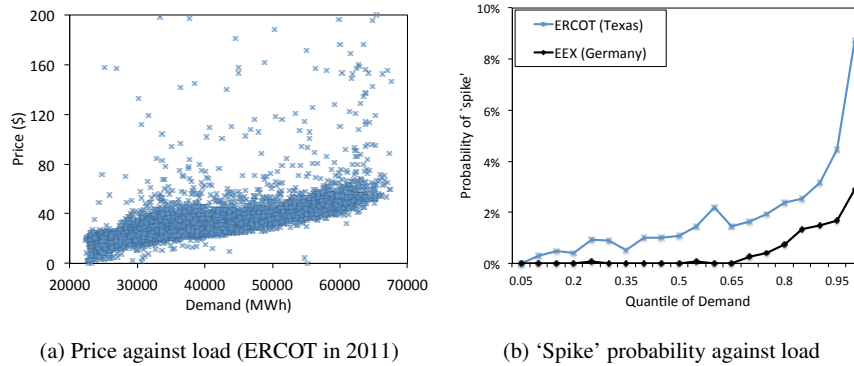 200
160
120
80
40
0
Price ($)
20000 30000 40000 50000 60000 70000
Demand (MWh)
(a) Price against load (ERCOT in 2011)
10%
8%
6%
4%
2%
0%
Probability of `spike'
ERCOT (Texas)
EEX (Germany)
0.05 0.2 0.35 0.5 0.65 0.8 0.95
Quantile of Demand
(b) ‘Spike’ probability against load